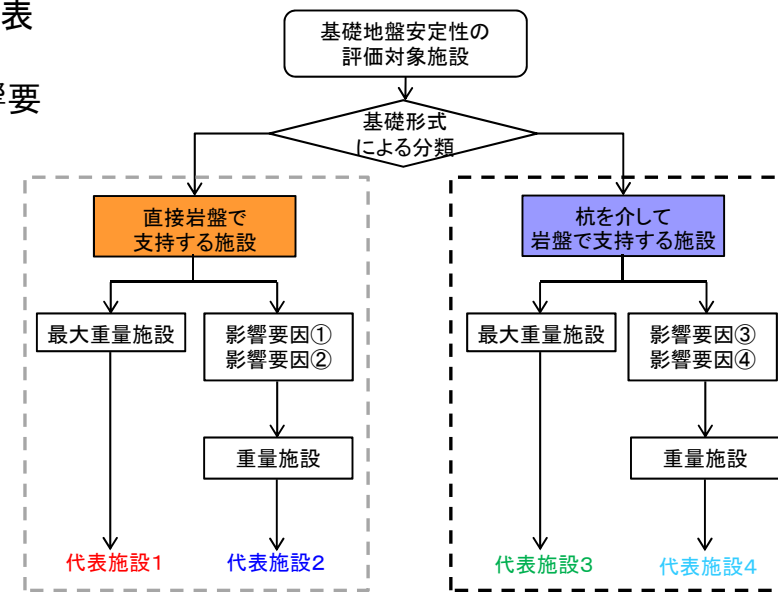 表
響要
基礎地盤安定性の
評価対象施設
基礎形式
による分類
直接岩盤で
支持する施設
杭を介して
岩盤で支持する施設
最大重量施設
影響要因①
影響要因②
最大重量施設
影響要因③
影響要因④
重量施設
重量施設
代表施設1
代表施設2
代表施設3
代表施設4